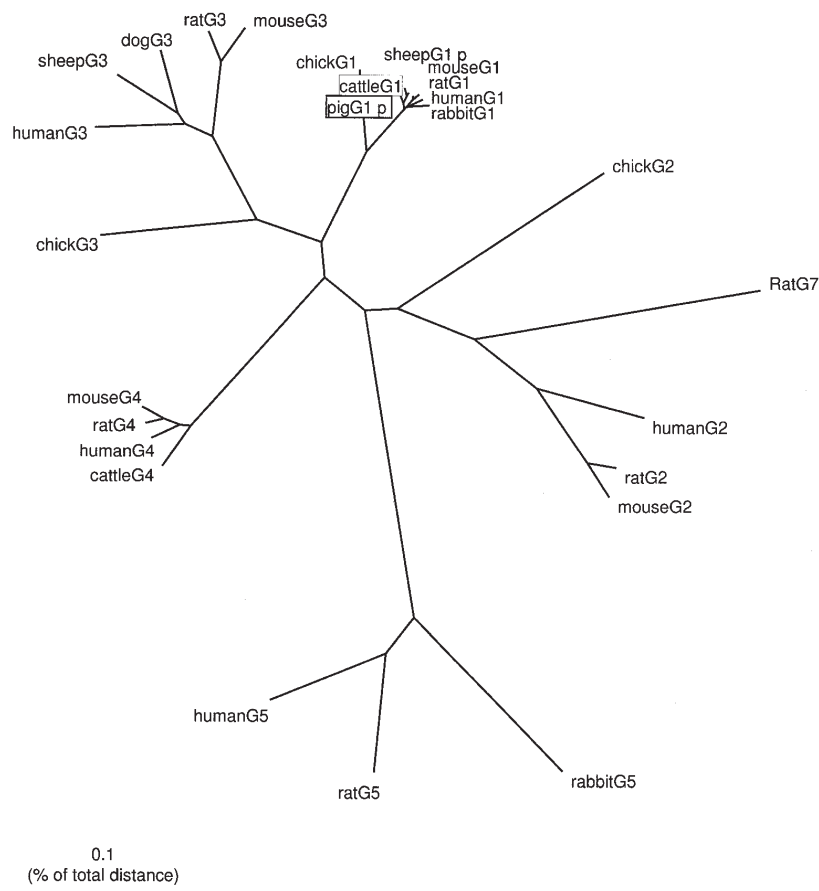 ratG3
mouseG3
dogG3
sheepG3
humanG3
chickG3
chickG1
sheepG1 p
mouseG1
cattleG1
ratG1
humanG1
pigG1 p
rabbitG1
chickG2
RatG7
mouseG4
ratG4
humanG4
cattleG4
humanG2
ratG2
mouseG2
humanG5
ratG5
rabbitG5
0.1
(% of total distance)